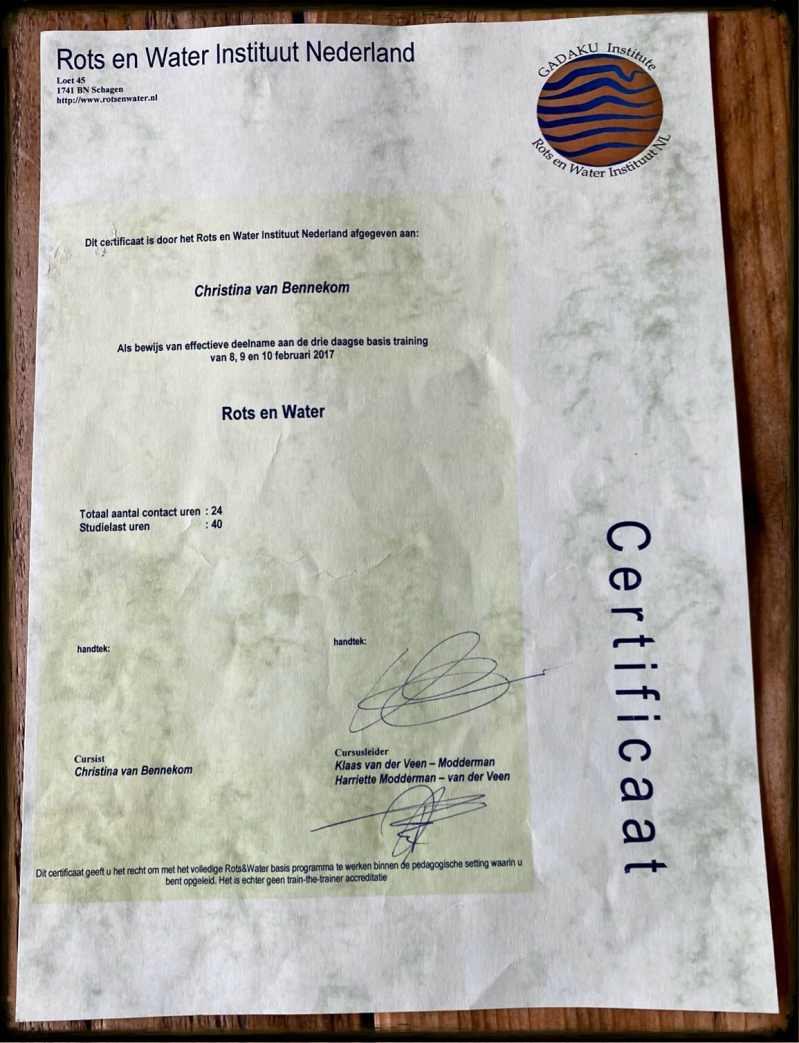 Rots en Water Instituut Nederland
Loet 45
1741 BN Schagen
http://www.rotsenwater.nl
GADAKU Institute
Rots en Water Instituut NL
Dit certificaat is door het Rots en Water Instituut Nederland afgegeven aan:
Christina van Bennekom
Als bewijs van effectieve deelname aan de drie daagse basis training
van 8, 9 en 10 februari 2017
Rots en Water
Totaal aantal contact uren : 24
Studielast uren : 40
handtek:
handtek:
Cursist
Christina van Bennekom
Cursusleider
Klaas van der Veen – Modderman
Harriette Modderman – van der Veen
Dit certificaat geeft u het recht om met het volledige Rots&Water basis programma te werken binnen de pedagogische setting waarin u
bent opgeleid. Het is echter geen train-the-trainer accreditatie
Certificaat